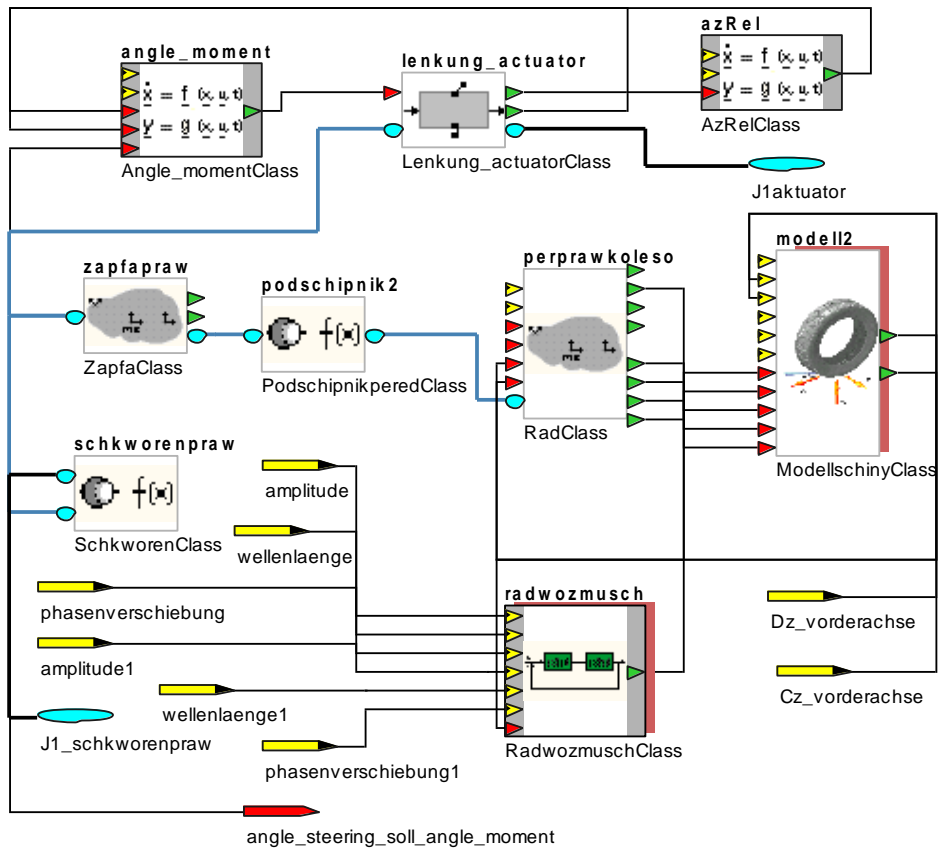 azRel
angle_moment
lenkung_actuator
ẋ = f (x, u, t)
y = g (x, u, t)
ẋ = f (x, u, t)
y = g (x, u, t)
AzRelClass
Angle_momentClass
Lenkung_actuatorClass
J1aktuator
modell2
zapfapraw
podschipnik2
perprawkoleso
f(x)
ZapfaClass
PodschipnikperedClass
RadClass
schkworenpraw
ModellschinyClass
f(x)
amplitude
SchkworenClass
wellenlaenge
phasenverschiebung
radwozmusch
Dz_vorderachse
amplitude1
Cz_vorderachse
wellenlaenge1
J1_schkworenpraw
RadwozmuschClass
phasenverschiebung1
angle_steering_soll_angle_moment